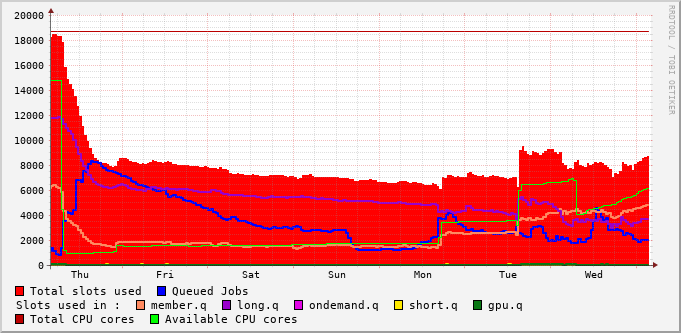 20000
18000
16000
14000
12000
10000
8000
6000
4000
2000
0
Thu Fri Sat Sun Mon Tue Wed
RRDTOOL / TOBI OETIKER
Total slots used Queued Jobs
Slots used in : member.q long.q ondemand.q short.q gpu.q
Total CPU cores Available CPU cores